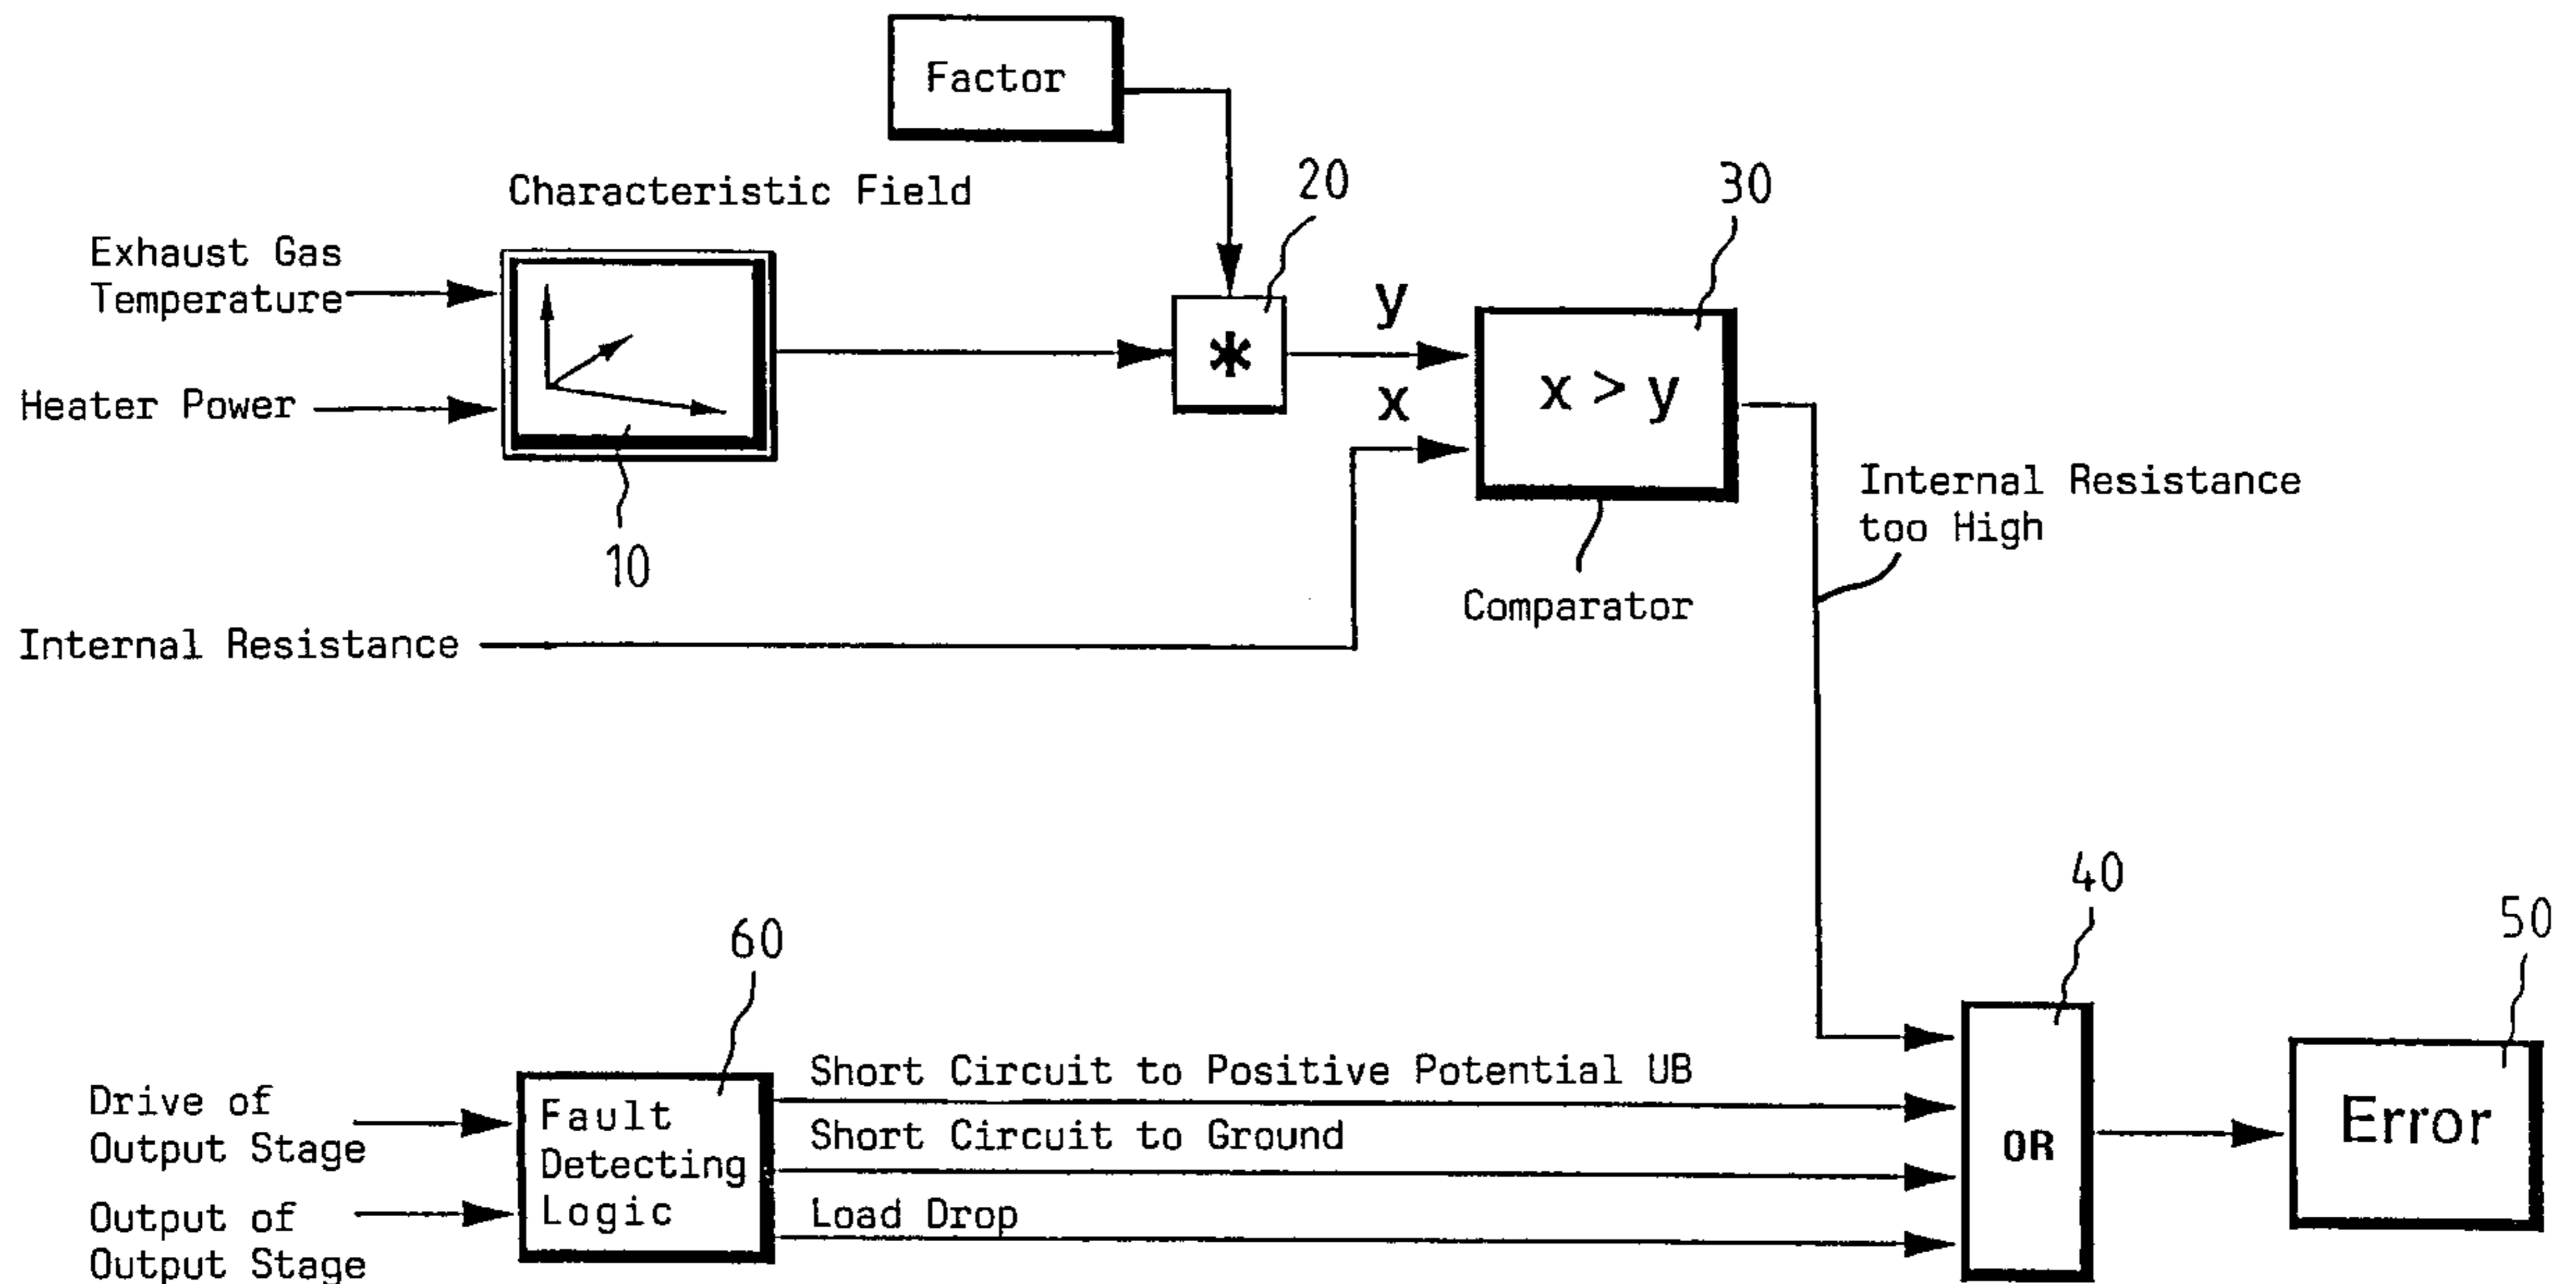 Factor
Characteristic Field
20
30
Exhaust Gas
Temperature
y
*
x > y
Heater Power
x
Internal Resistance
too High
10
Comparator
Internal Resistance
40
50
60
Short Circuit to Positive Potential UB
Drive of
Output Stage
Fault
Detecting
Logic
Short Circuit to Ground
OR
Error
Output of
Output Stage
Load Drop